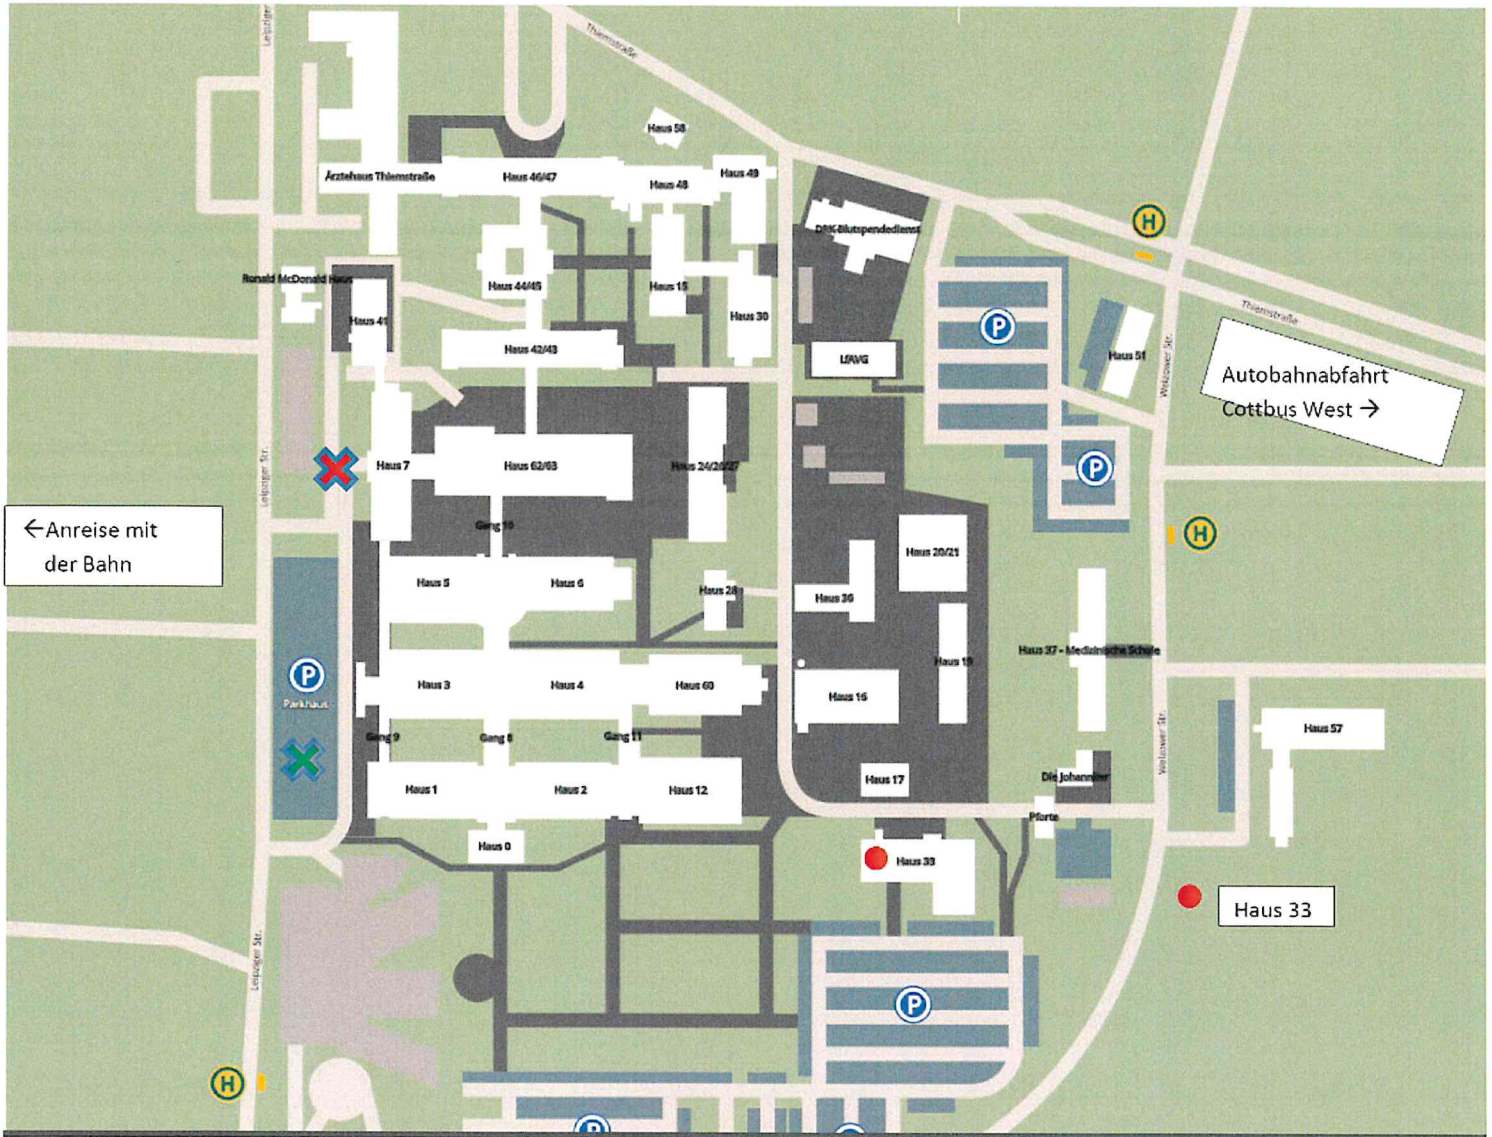 Leipziger
Thiemstraße
Haus 58
Ärztehaus Thiemstraße
Haus 46/47
Haus 48
Haus 49
DRK-Blutspendedienst
H
Ronald McDonald Haus
Haus 44/45
Haus 15
Haus 30
Haus 41
Haus 42/43
LfAVG
P
Haus 51
Thiemstraße
Welzower Str.
Autobahnabfahrt
Cottbus West →
Leipziger Str.
Haus 7
Haus 62/63
Haus 24/26/27
P
Gang 10
←Anreise mit
der Bahn
H
Haus 5
Haus 6
Haus 28
Haus 36
Haus 20/21
Haus 37 - Medizinische Schule
Haus 19
P
Parkhaus
Haus 3
Haus 4
Haus 60
Haus 16
Gang 9
Gang 8
Gang 11
Welzower Str.
Haus 57
Haus 1
Haus 2
Haus 12
Haus 17
Die Johanniter
Pforte
Haus 0
Haus 33
Haus 33
Leipziger Str.
P
H
P
P